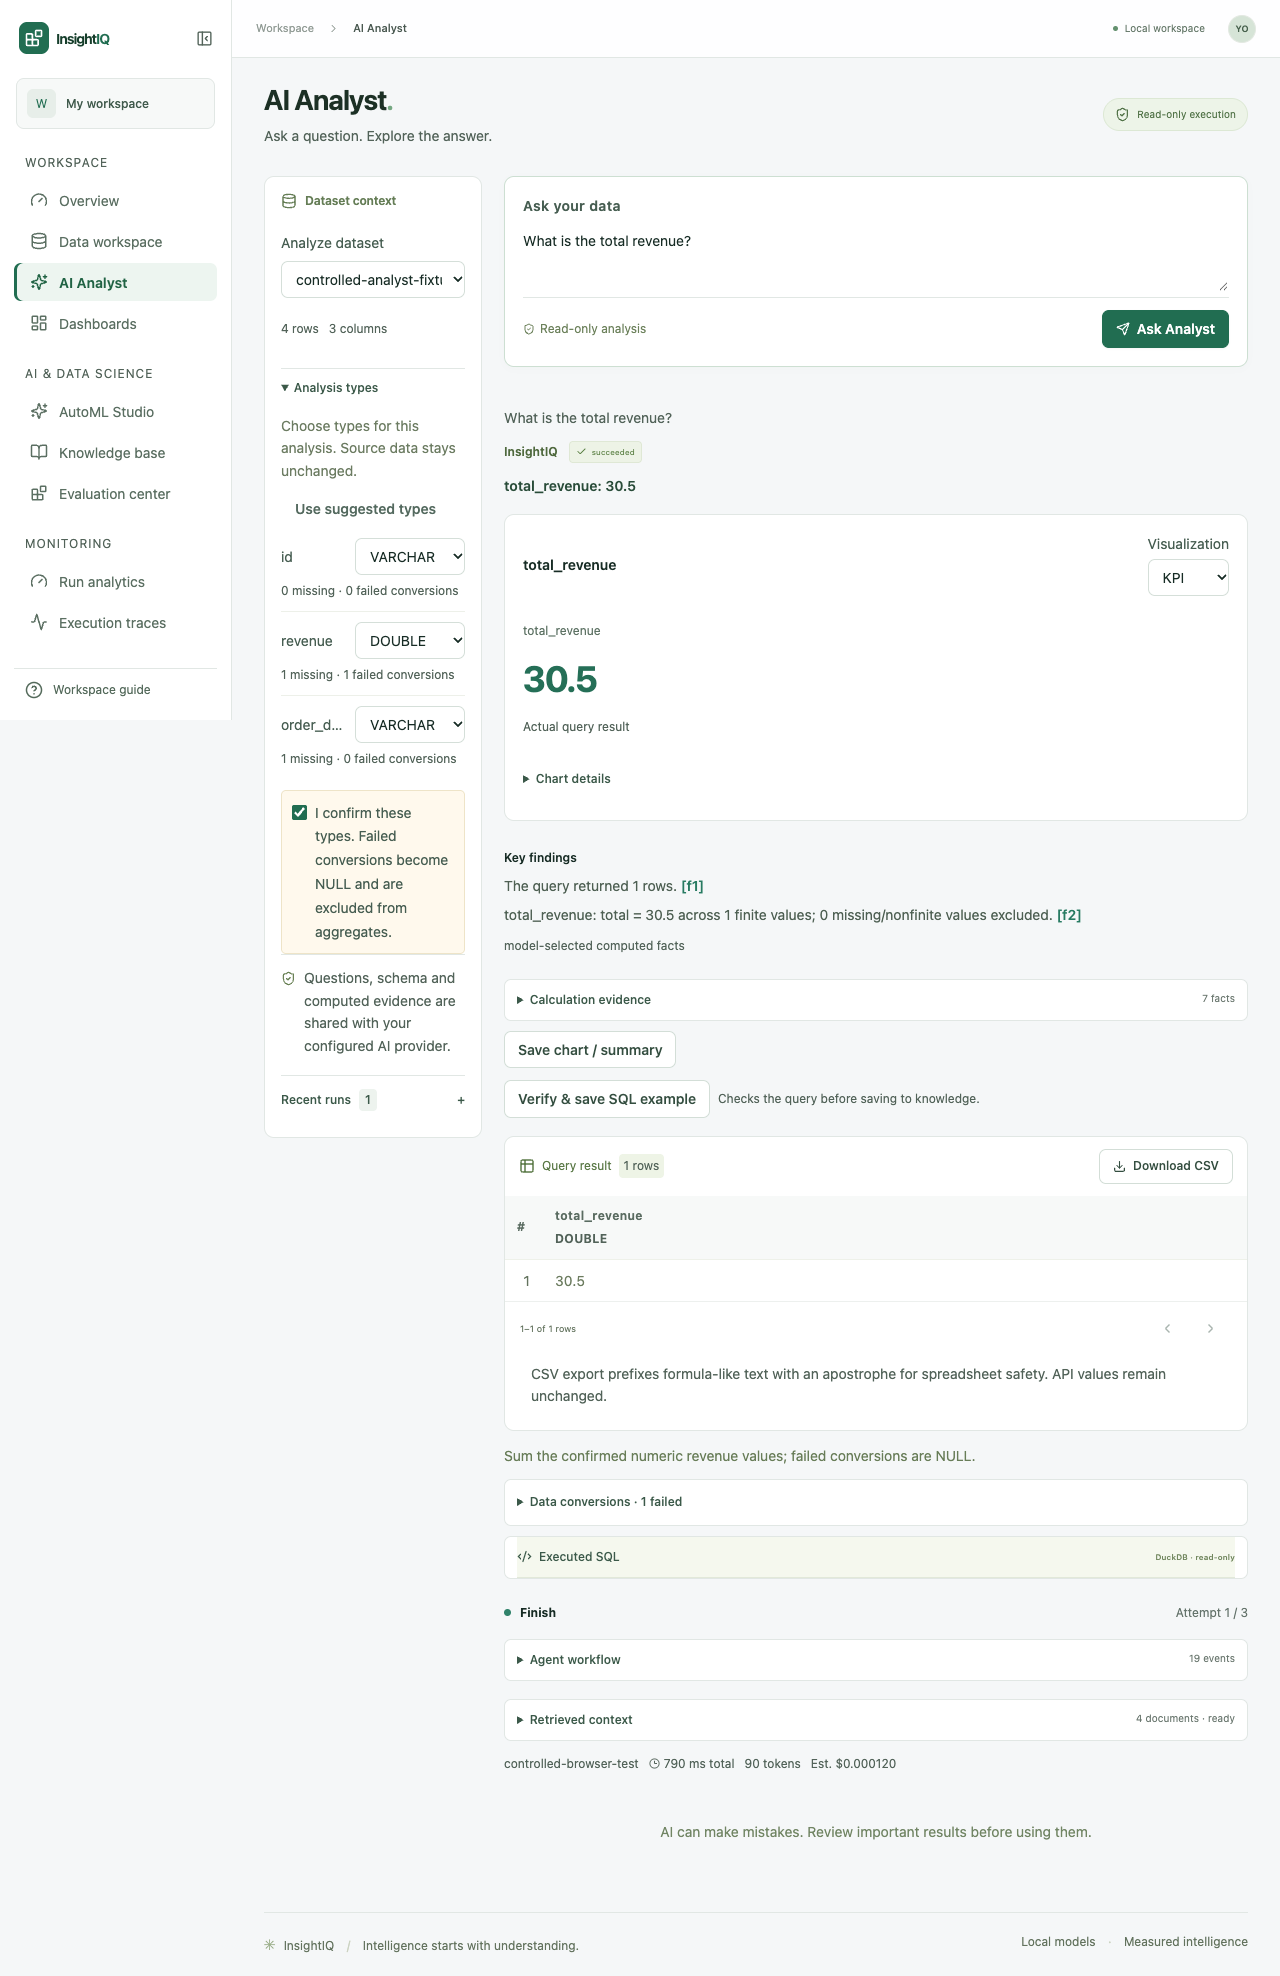 InsightIQ
W My workspace
WORKSPACE
Overview
Data workspace
AI Analyst
Dashboards
AI & DATA SCIENCE
AutoML Studio
Knowledge base
Evaluation center
MONITORING
Run analytics
Execution traces
Workspace guide
Workspace AI Analyst
Local workspace YO
AI Analyst.
Ask a question. Explore the answer.
Read-only execution
Dataset context
Analyze dataset
controlled-analyst-fixtu
4 rows 3 columns
Analysis types
Choose types for this
analysis. Source data stays
unchanged.
Use suggested types
id VARCHAR
0 missing · 0 failed conversions
revenue DOUBLE
1 missing · 1 failed conversions
order_d... VARCHAR
1 missing · 0 failed conversions
I confirm these
types. Failed
conversions become
NULL and are
excluded from
aggregates.
Questions, schema and
computed evidence are
shared with your
configured AI provider.
Recent runs 1 +
Ask your data
What is the total revenue?
Read-only analysis
Ask Analyst
What is the total revenue?
InsightIQ succeeded
total_revenue: 30.5
total_revenue
Visualization
KPI
total_revenue
30.5
Actual query result
Chart details
Key findings
The query returned 1 rows. [f1]
total_revenue: total = 30.5 across 1 finite values; 0 missing/nonfinite values excluded. [f2]
model-selected computed facts
Calculation evidence 7 facts
Save chart / summary
Verify & save SQL example Checks the query before saving to knowledge.
Query result 1 rows Download CSV
# total_revenue
DOUBLE
1 30.5
1–1 of 1 rows
CSV export prefixes formula-like text with an apostrophe for spreadsheet safety. API values remain
unchanged.
Sum the confirmed numeric revenue values; failed conversions are NULL.
Data conversions · 1 failed
Executed SQL DuckDB · read-only
Finish Attempt 1 / 3
Agent workflow 19 events
Retrieved context 4 documents · ready
controlled-browser-test 790 ms total 90 tokens Est. $0.000120
AI can make mistakes. Review important results before using them.
InsightIQ / Intelligence starts with understanding.
Local models · Measured intelligence